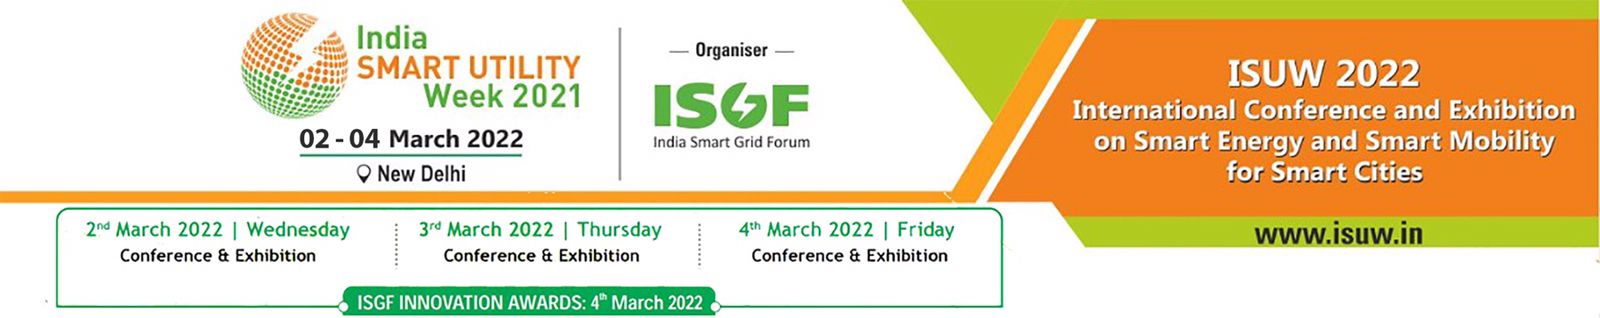 India
SMART UTILITY
Week 2021
02 - 04 March 2022
New Delhi
Organiser
ISGF
India Smart Grid Forum
ISUW 2022
International Conference and Exhibition
on Smart Energy and Smart Mobility
for Smart Cities
www.isuw.in
2nd March 2022 | Wednesday
Conference & Exhibition
3rd March 2022 | Thursday
Conference & Exhibition
4th March 2022 | Friday
Conference & Exhibition
ISGF INNOVATION AWARDS: 4th March 2022